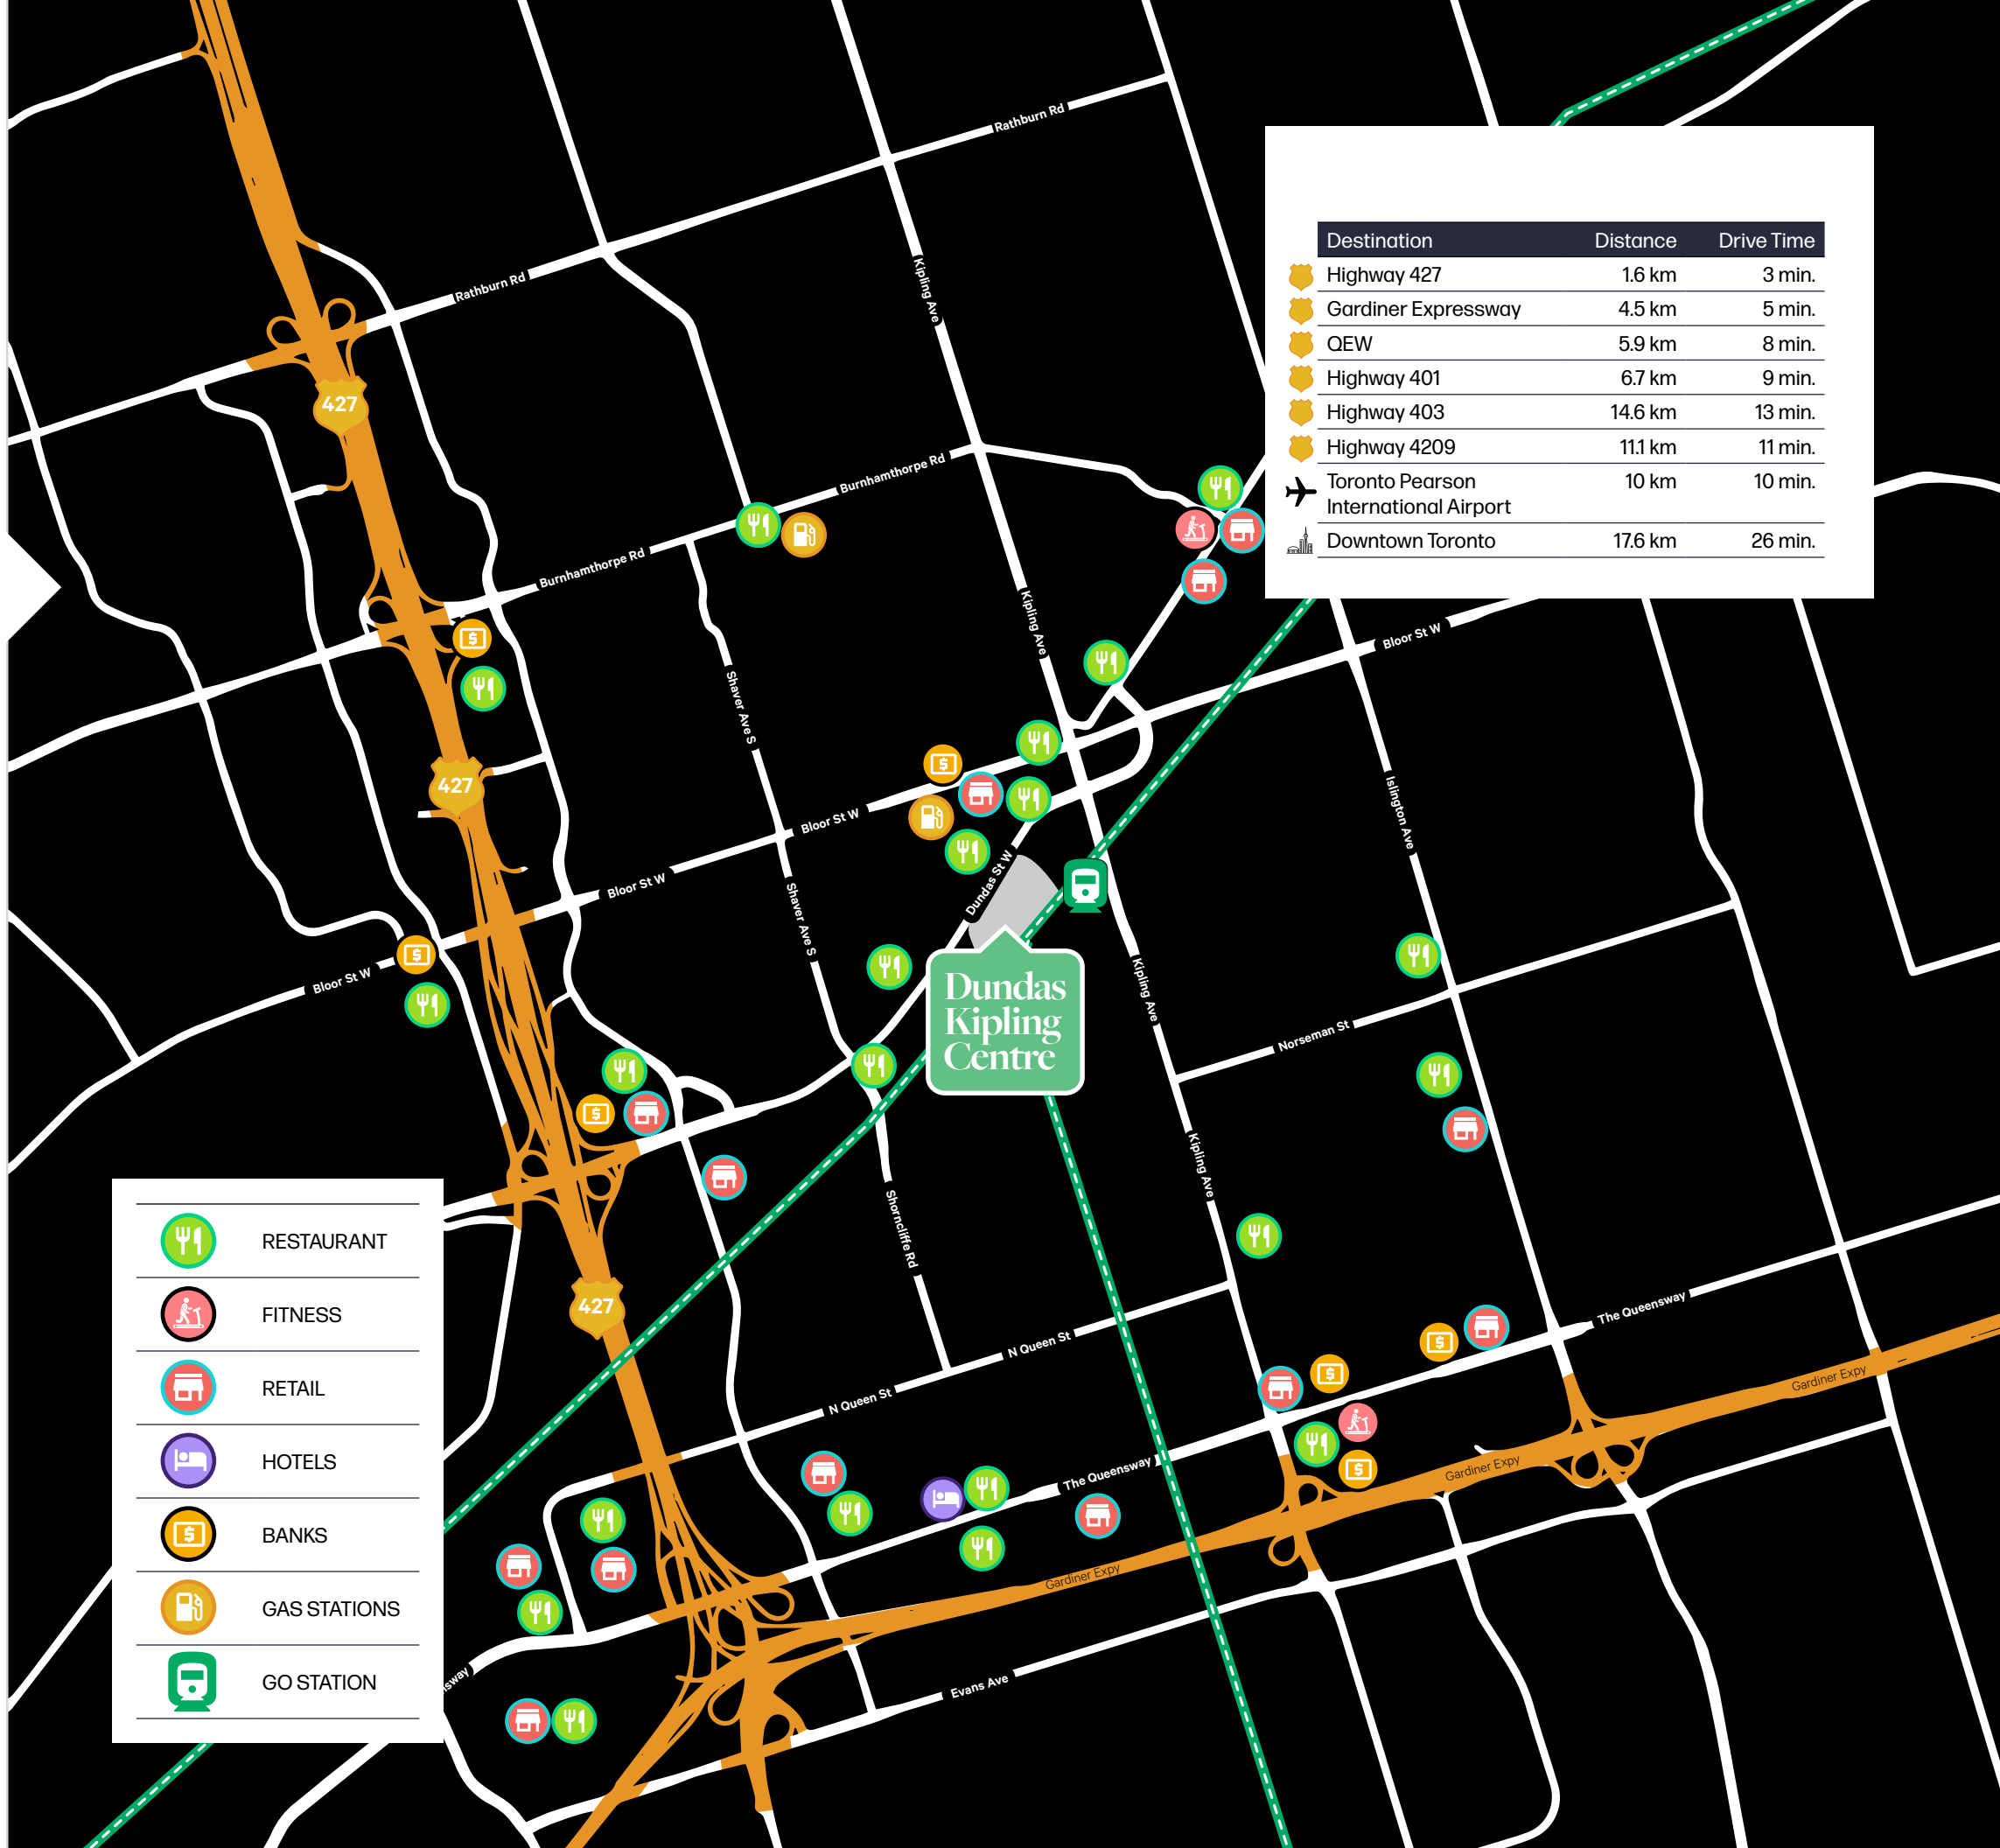 Rathburn Rd
Destination Distance Drive Time
Highway 427 1.6 km 3 min.
Gardiner Expressway 4.5 km 5 min.
QEW 5.9 km 8 min.
Highway 401 6.7 km 9 min.
Highway 403 14.6 km 13 min.
Highway 4209 11.1 km 11 min.
Toronto Pearson 10 km 10 min.
International Airport
Downtown Toronto 17.6 km 26 min.
Rathburn Rd
Kipling Ave
427
Burnhamthorpe Rd
Burnhamthorpe Rd
Kipling Ave
Bloor St W
Shaver Ave S
427
Bloor St W
Islington Ave
Bloor St W
Dundas St W
Shaver Ave S
Bloor St W
Kipling Ave
Dundas
Kipling
Centre
Norseman St
Kipling Ave
Shorncliffe Rd
427
N Queen St
The Queensway
N Queen St
Gardiner Expy
The Queensway
Gardiner Expy
Gardiner Expy
Evans Ave
sway
RESTAURANT
FITNESS
RETAIL
HOTELS
$ BANKS
GAS STATIONS
GO STATION